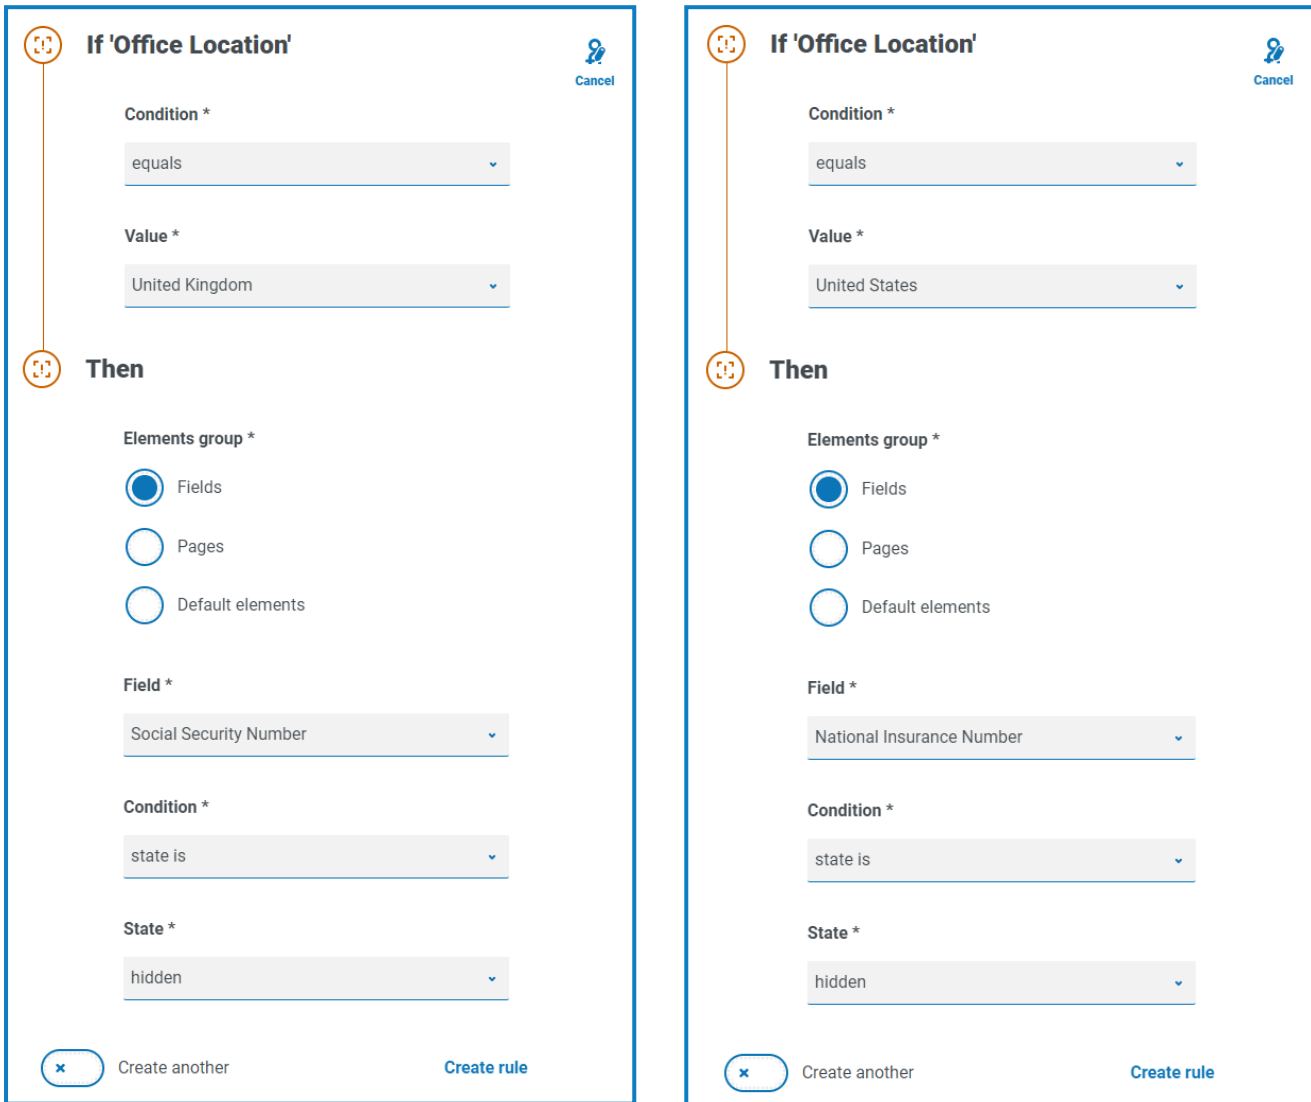 If 'Office Location'
Cancel
Condition *
equals
Value *
United Kingdom
Then
Elements group *
Fields
Pages
Default elements
Field *
Social Security Number
Condition *
state is
State *
hidden
Create another
Create rule
If 'Office Location'
Cancel
Condition *
equals
Value *
United States
Then
Elements group *
Fields
Pages
Default elements
Field *
National Insurance Number
Condition *
state is
State *
hidden
Create another
Create rule